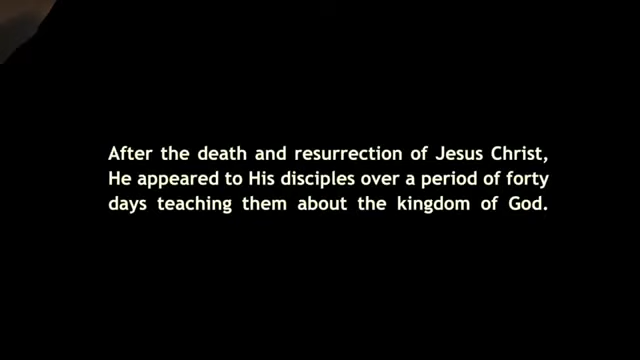 After the death and resurrection of Jesus Christ,
He appeared to His disciples over a period of forty
days teaching them about the kingdom of God.